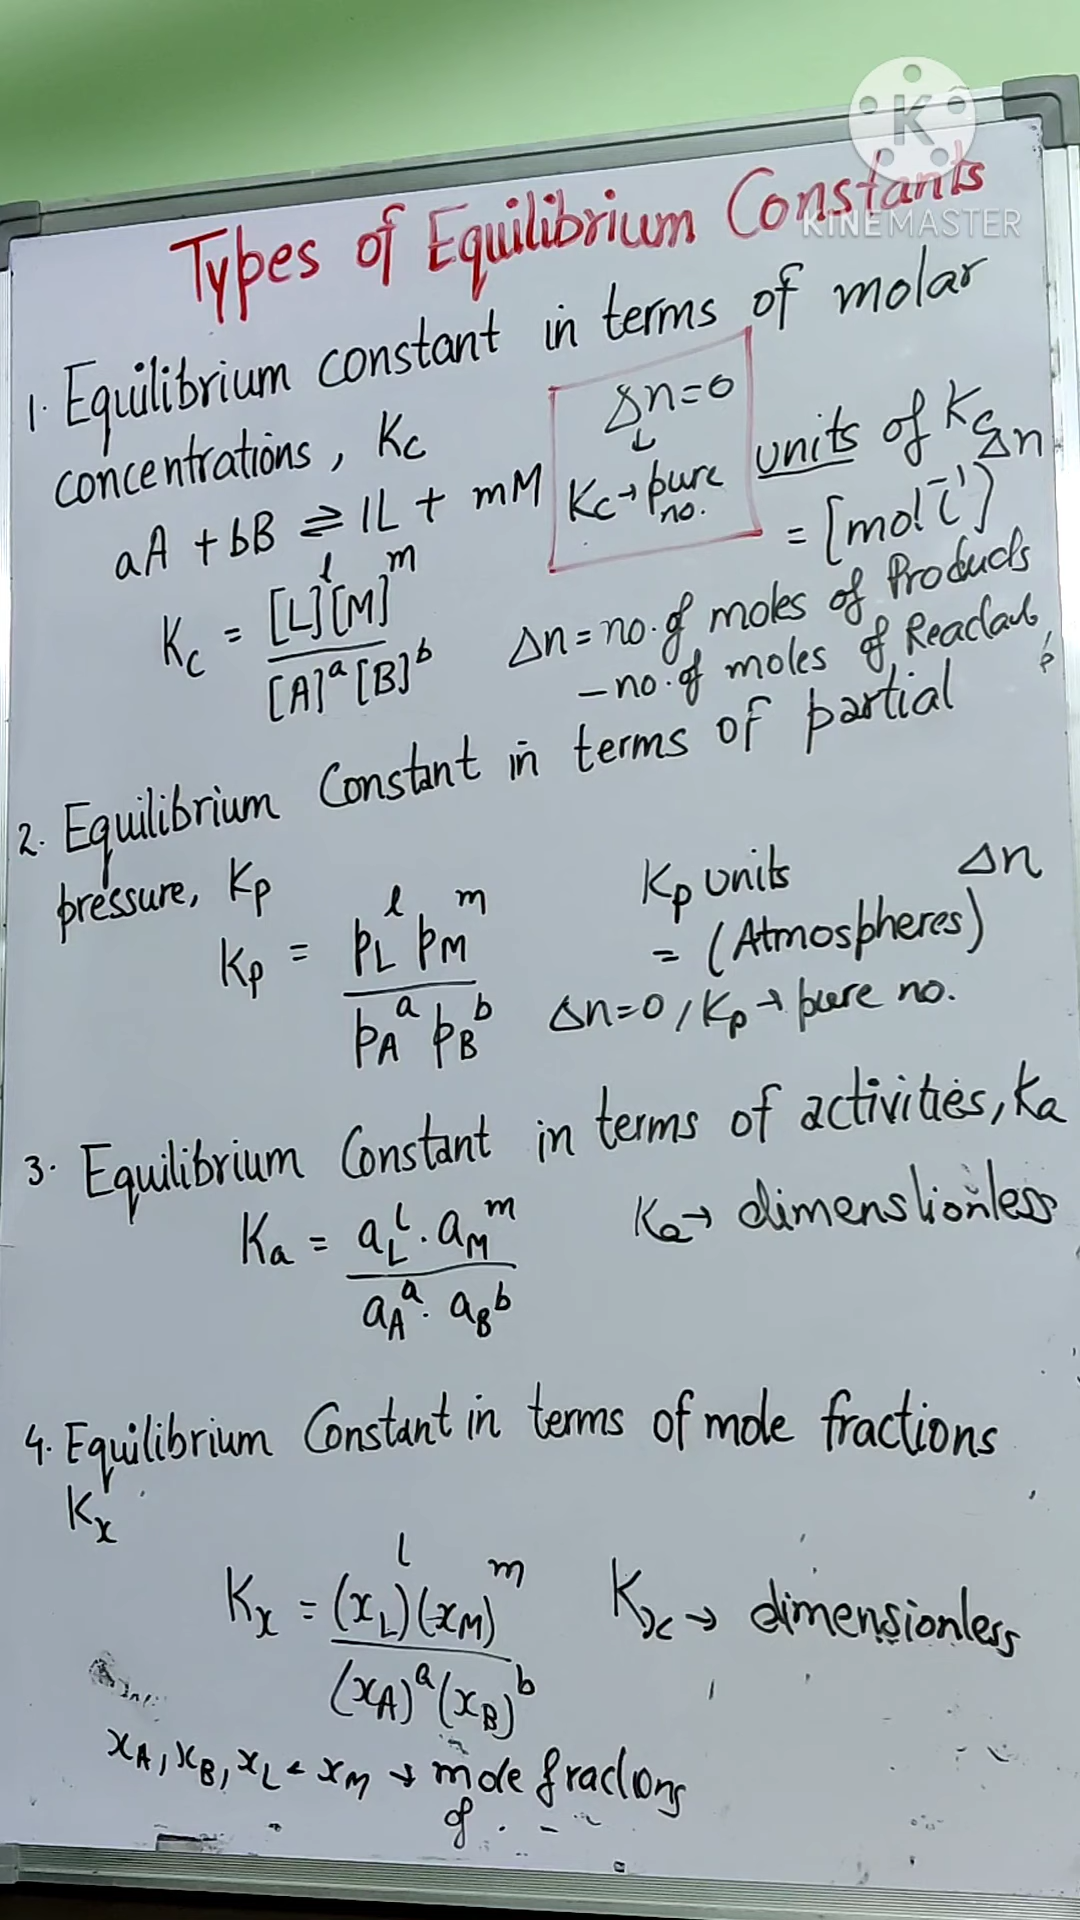 K
KINEMASTER
Types of Equilibrium Constants
1. Equilibrium constant in terms of molar
concentrations, Kc
Δn=0
↓
Kc → pure
no.
units of Kc
= [mol l⁻¹]^Δn
aA + bB ⇌ lL + mM
Kc = [L]^l [M]^m / [A]^a [B]^b
Δn = no. of moles of Products
– no. of moles of Reactants
2. Equilibrium Constant in terms of partial
pressure, Kp
Kp = pL^l pM^m / pA^a pB^b
Kp units
= (Atmospheres)^Δn
Δn=0, Kp → pure no.
3. Equilibrium Constant in terms of activities, Ka
Ka = aL^l . aM^m / aA^a . aB^b
Ka → dimenstionless
4. Equilibrium Constant in terms of mole fractions
Kx
Kx = (xL)^l (xM)^m / (xA)^a (xB)^b
Kx → dimensionless
xA, xB, xL & xM → mole fractions
of . . –